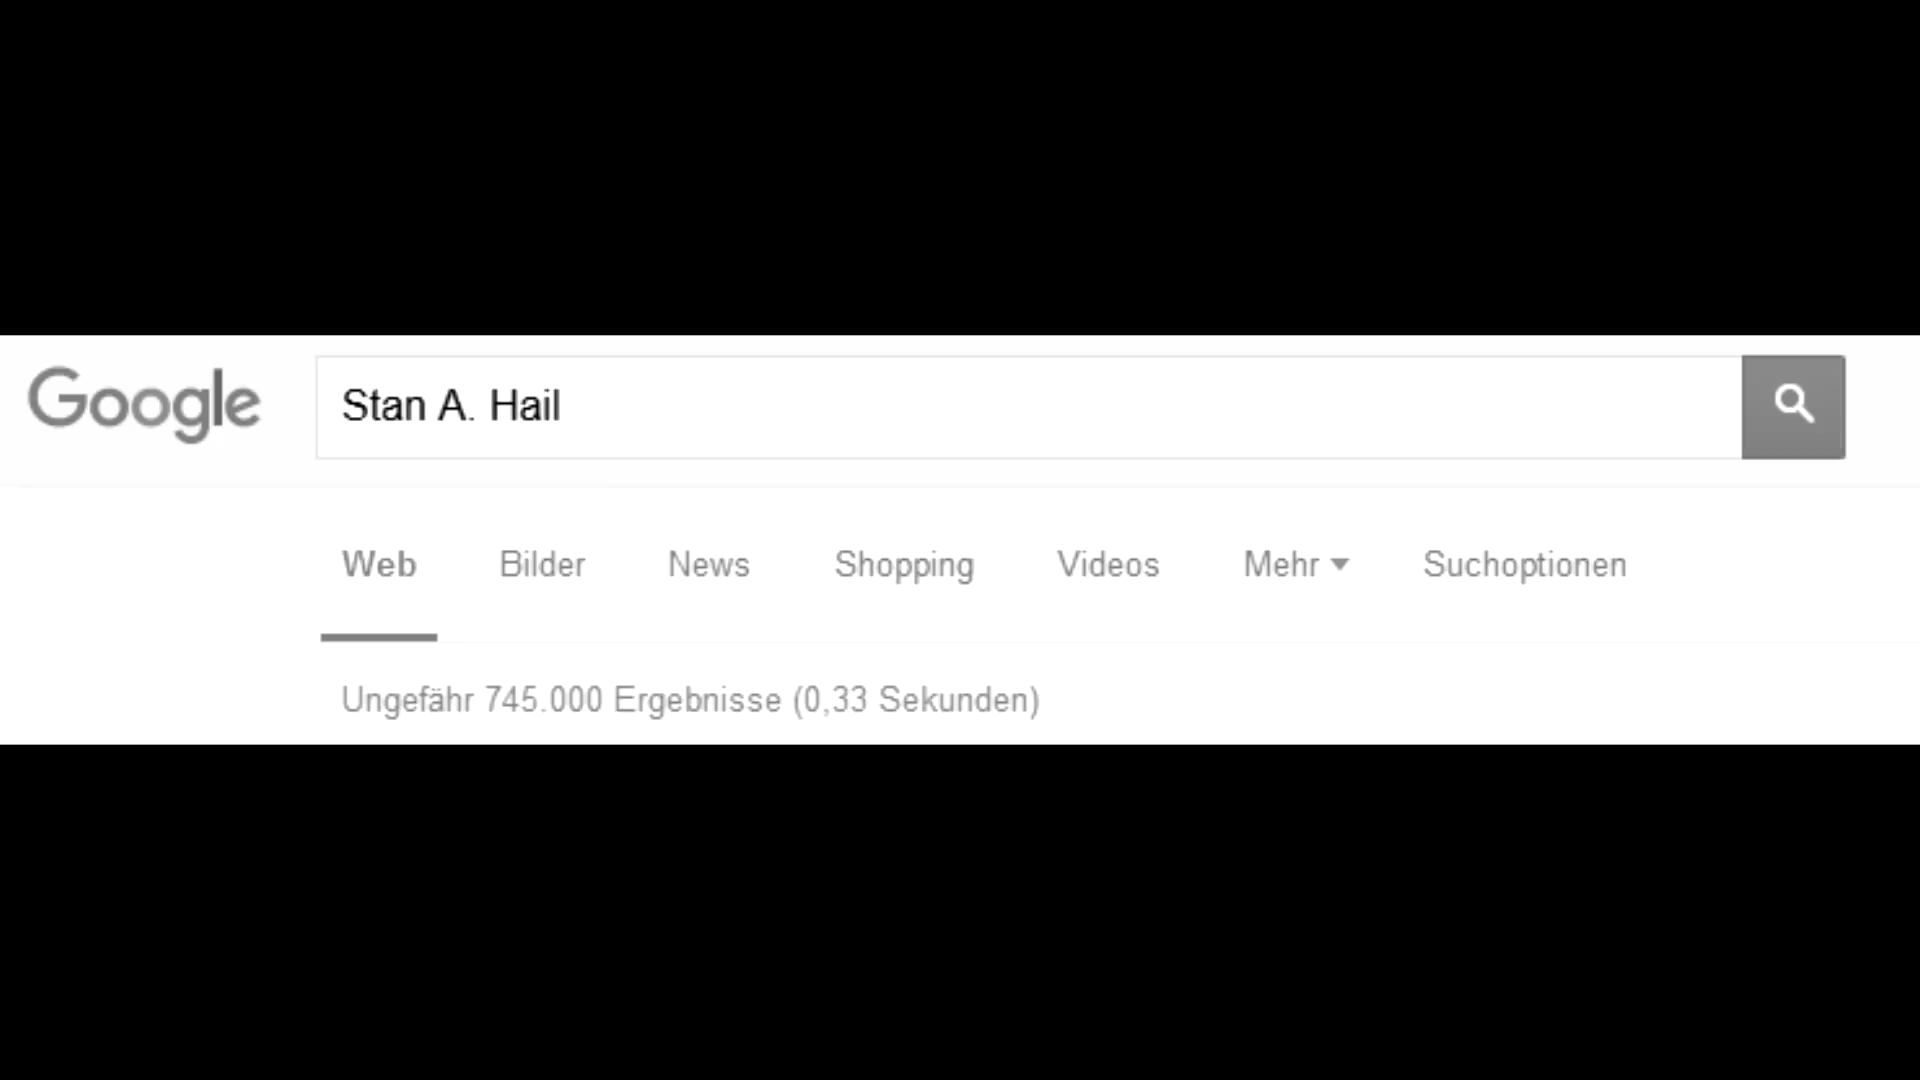 Google Stan A. Hail
Web Bilder News Shopping Videos Mehr Suchoptionen
Ungefähr 745.000 Ergebnisse (0,33 Sekunden)